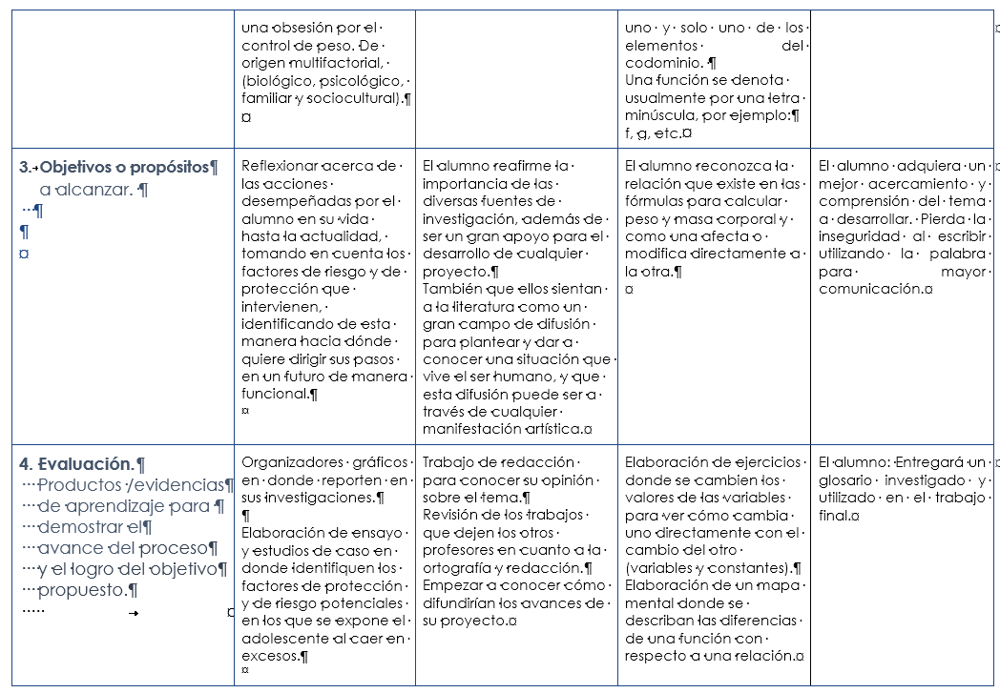 una obsesión por el
control de peso. De
origen multifactorial,
(biológico, psicológico,
familiar y sociocultural).
uno y solo uno de los
elementos del
codominio.
Una función se denota
usualmente por una letra
minúscula, por ejemplo:
f, g, etc.
3. Objetivos o propósitos
a alcanzar.
Reflexionar acerca de
las acciones
desempeñadas por el
alumno en su vida
hasta la actualidad,
tomando en cuenta los
factores de riesgo y de
protección que
intervienen,
identificando de esta
manera hacia dónde
quiere dirigir sus pasos
en un futuro de manera
funcional.
El alumno reafirme la
importancia de las
diversas fuentes de
investigación, además de
ser un gran apoyo para el
desarrollo de cualquier
proyecto.
También que ellos sientan
a la literatura como un
gran campo de difusión
para plantear y dar a
conocer una situación que
vive el ser humano, y que
esta difusión puede ser a
través de cualquier
manifestación artística.
El alumno reconozca la
relación que existe en las
fórmulas para calcular
peso y masa corporal y
como una afecta o
modifica directamente a
la otra.
El alumno adquiera un
mejor acercamiento y
comprensión del tema
a desarrollar. Pierda la
inseguridad al escribir
utilizando la palabra
para mayor
comunicación.
4. Evaluación.
Productos /evidencias
de aprendizaje para
demostrar el
avance del proceso
y el logro del objetivo
propuesto.
Organizadores gráficos
en donde reporten en
sus investigaciones.
Elaboración de ensayo
y estudios de caso en
donde identifiquen los
factores de protección
y de riesgo potenciales
en los que se expone el
adolescente al caer en
excesos.
Trabajo de redacción
para conocer su opinión
sobre el tema.
Revisión de los trabajos
que dejen los otros
profesores en cuanto a la
ortografía y redacción.
Empezar a conocer cómo
difundirían los avances de
su proyecto.
Elaboración de ejercicios
donde se cambien los
valores de las variables
para ver cómo cambia
uno directamente con el
cambio del otro
(variables y constantes).
Elaboración de un mapa
mental donde se
describan las diferencias
de una función con
respecto a una relación.
El alumno: Entregará un
glosario investigado y
utilizado en el trabajo
final.